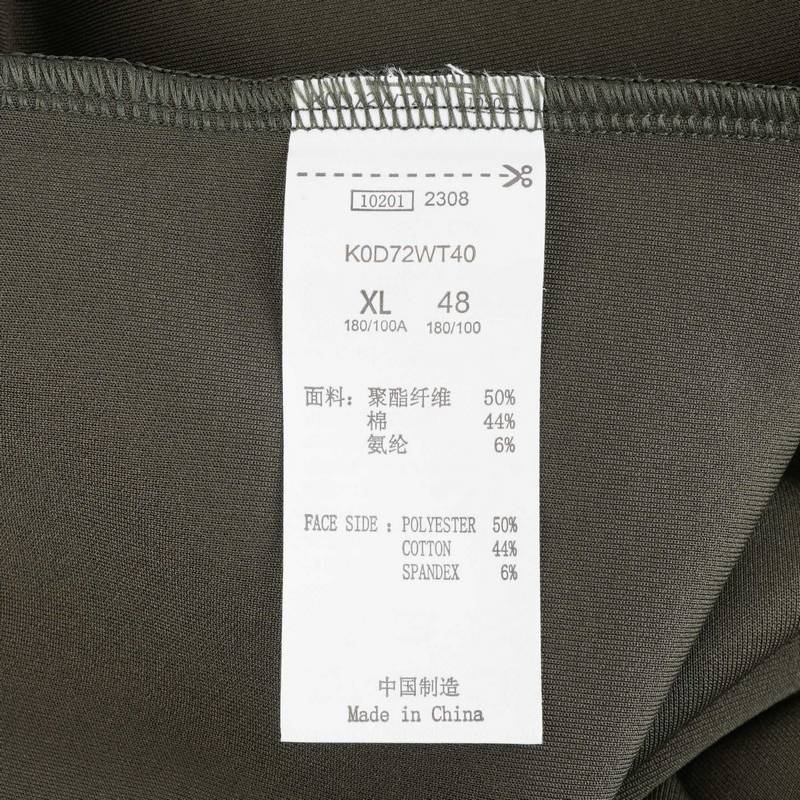 10201 2308
K0D72WT40
XL 48
180/100A 180/100
面料：聚酯纤维 50%
棉 44%
氨纶 6%
FACE SIDE : POLYESTER 50%
COTTON 44%
SPANDEX 6%
中国制造
Made in China